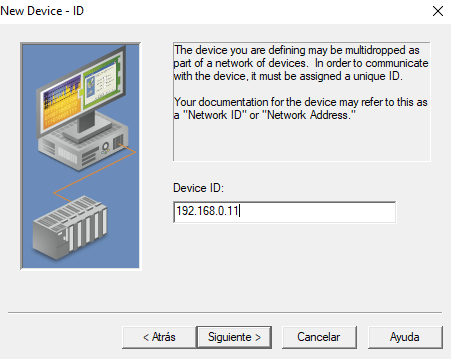 New Device - ID
The device you are defining may be multidropped as
part of a network of devices.  In order to communicate
with the device, it must be assigned a unique ID.
Your documentation for the device may refer to this as
a "Network ID" or "Network Address."
Device ID:
192.168.0.11
< Atrás
Siguiente >
Cancelar
Ayuda